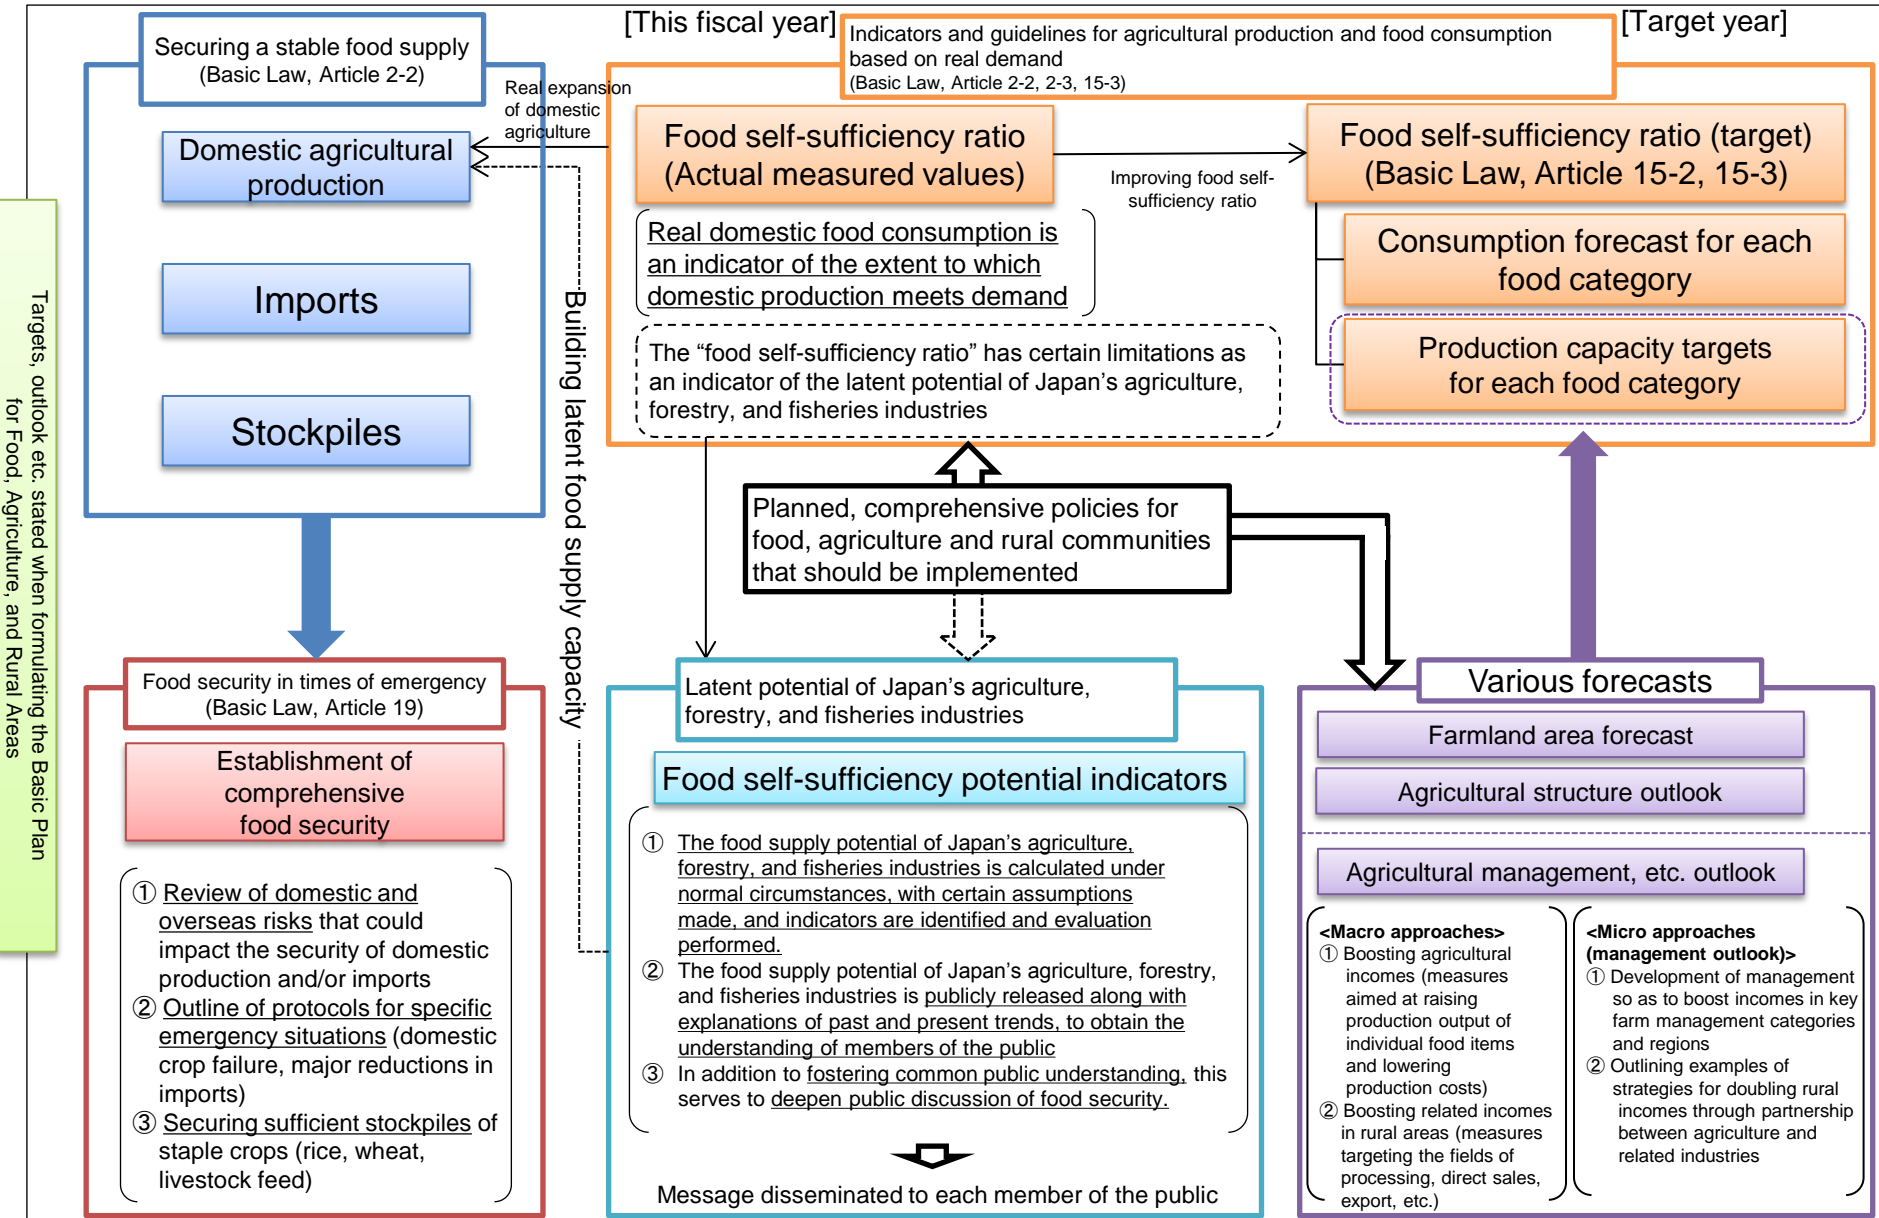 [This fiscal year]
[Target year]
Securing a stable food supply
(Basic Law, Article 2-2)
Indicators and guidelines for agricultural production and food consumption
based on real demand
(Basic Law, Article 2-2, 2-3, 15-3)
Real expansion
of domestic
agriculture
Domestic agricultural
production
Imports
Stockpiles
Food self-sufficiency ratio
(Actual measured values)
Improving food self-
sufficiency ratio
Food self-sufficiency ratio (target)
(Basic Law, Article 15-2, 15-3)
Real domestic food consumption is
an indicator of the extent to which
domestic production meets demand
Consumption forecast for each
food category
Production capacity targets
for each food category
The “food self-sufficiency ratio” has certain limitations as
an indicator of the latent potential of Japan’s agriculture,
forestry, and fisheries industries
Building latent food supply capacity
Targets, outlook etc. stated when formulating the Basic Plan
for Food, Agriculture, and Rural Areas
Planned, comprehensive policies for
food, agriculture and rural communities
that should be implemented
Food security in times of emergency
(Basic Law, Article 19)
Establishment of
comprehensive
food security
① Review of domestic and
overseas risks that could
impact the security of domestic
production and/or imports
② Outline of protocols for specific
emergency situations (domestic
crop failure, major reductions in
imports)
③ Securing sufficient stockpiles of
staple crops (rice, wheat,
livestock feed)
Latent potential of Japan’s agriculture,
forestry, and fisheries industries
Food self-sufficiency potential indicators
① The food supply potential of Japan’s agriculture,
forestry, and fisheries industries is calculated under
normal circumstances, with certain assumptions
made, and indicators are identified and evaluation
performed.
② The food supply potential of Japan’s agriculture, forestry,
and fisheries industries is publicly released along with
explanations of past and present trends, to obtain the
understanding of members of the public
③ In addition to fostering common public understanding, this
serves to deepen public discussion of food security.
Message disseminated to each member of the public
Various forecasts
Farmland area forecast
Agricultural structure outlook
Agricultural management, etc. outlook
<Macro approaches>
① Boosting agricultural
incomes (measures
aimed at raising
production output of
individual food items
and lowering
production costs)
② Boosting related incomes
in rural areas (measures
targeting the fields of
processing, direct sales,
export, etc.)
<Micro approaches
(management outlook)>
① Development of management
so as to boost incomes in key
farm management categories
and regions
② Outlining examples of
strategies for doubling rural
incomes through partnership
between agriculture and
related industries